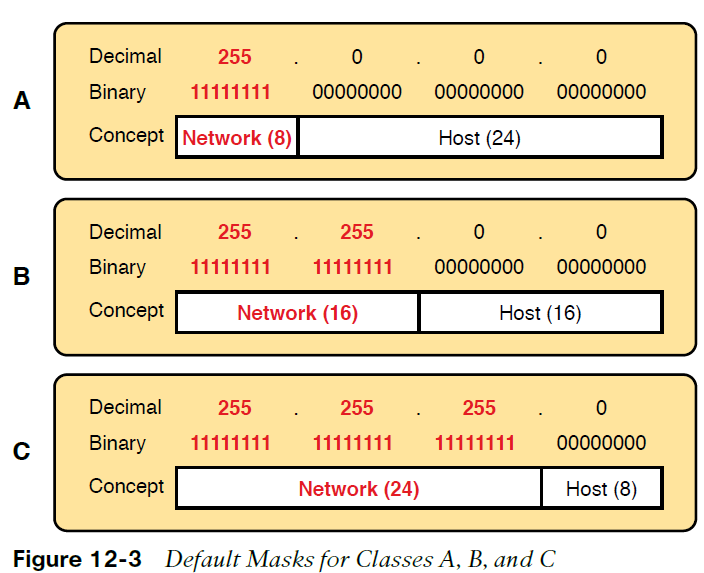 A
Decimal 255 . 0 . 0 . 0
Binary 11111111 00000000 00000000 00000000
Concept Network (8) Host (24)
B
Decimal 255 . 255 . 0 . 0
Binary 11111111 11111111 00000000 00000000
Concept Network (16) Host (16)
C
Decimal 255 . 255 . 255 . 0
Binary 11111111 11111111 11111111 00000000
Concept Network (24) Host (8)
Figure 12-3 Default Masks for Classes A, B, and C